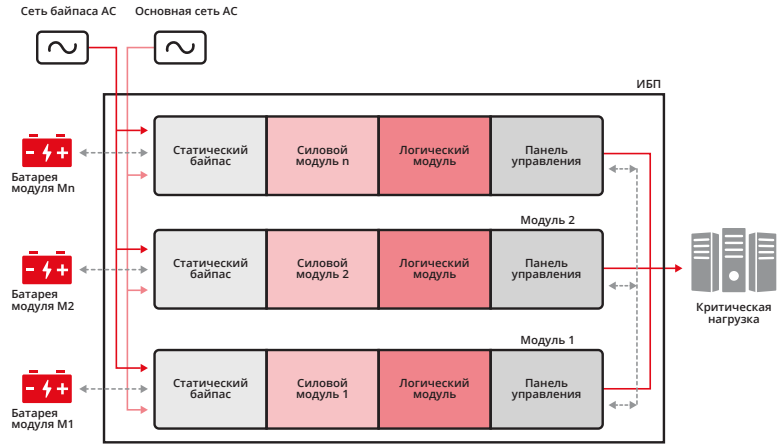 Сеть байпаса АС
Основная сеть АС
ИБП
Статический
байпас
Силовой
модуль n
Логический
модуль
Панель
управления
Батарея
модуля Mn
Модуль 2
Статический
байпас
Силовой
модуль 2
Логический
модуль
Панель
управления
Батарея
модуля M2
Критическая
нагрузка
Модуль 1
Статический
байпас
Силовой
модуль 1
Логический
модуль
Панель
управления
Батарея
модуля M1